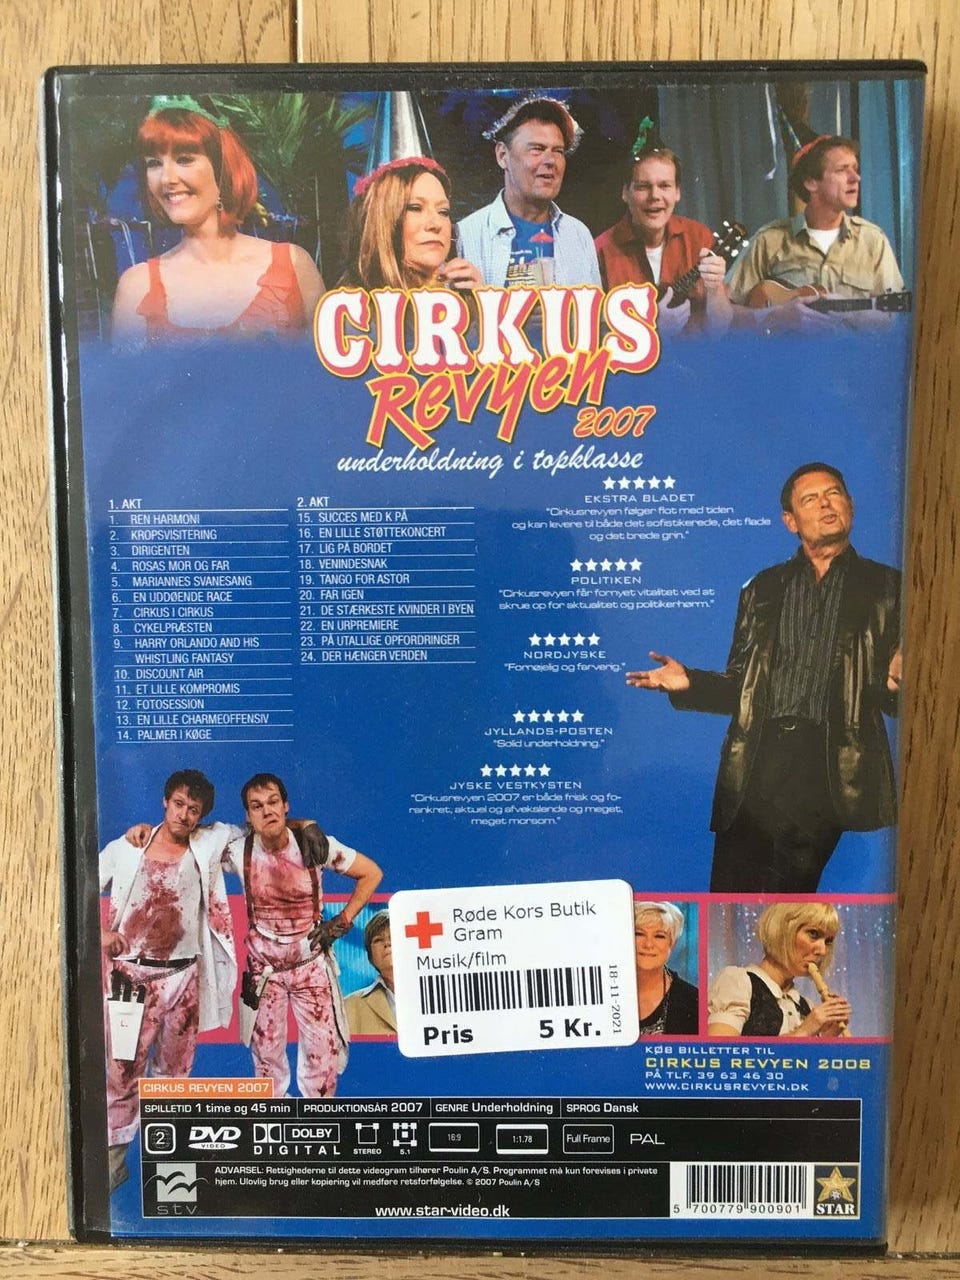 CIRKUS
Revyen
2007
underholdning i topklasse
1. AKT
1. REN HARMONI
2. KROPSVISITERING
3. DIRIGENTEN
4. ROSAS MOR OG FAR
5. MARIANNES SVANESANG
6. EN UDDØENDE RACE
7. CIRKUS I CIRKUS
8. CYKELPRÆSTEN
9. HARRY ORLANDO AND HIS
WHISTLING FANTASY
10. DISCOUNT AIR
11. ET LILLE KOMPROMIS
12. FOTOSESSION
13. EN LILLE CHARMEOFFENSIV
14. PALMER I KØGE
2. AKT
15. SUCCES MED K PÅ
16. EN LILLE STØTTEKONCERT
17. LIG PÅ BORDET
18. VENINDESNAK
19. TANGO FOR ASTOR
20. FAR IGEN
21. DE STÆRKESTE KVINDER I BYEN
22. EN URPREMIERE
23. PÅ UTALLIGE OPFORDRINGER
24. DER HÆNGER VERDEN
EKSTRA BLADET
"Cirkusrevyen følger flot med tiden
og kan levere til både det sofistikerede, det flade
og det brede grin."
POLITIKEN
"Cirkusrevyen får fornyet vitalitet ved at
skrue op for aktualitet og politikerhørm."
NORDJYSKE
"Fornøjelig og farverig."
JYLLANDS-POSTEN
"Solid underholdning."
JYSKE VESTKYSTEN
"Cirkusrevyen 2007 er både frisk og fo-
rankret, aktuel og afvekslende og meget,
meget morsom."
Røde Kors Butik
Gram
Musik/film
18-11-2021
Pris 5 Kr.
L.
KØB BILLETTER TIL
CIRKUS REVYEN 2008
PÅ TLF. 39 63 46 30
WWW.CIRKUSREVYEN.DK
CIRKUS REVYEN 2007
SPILLETID 1 time og 45 min PRODUKTIONSÅR 2007 GENRE Underholdning SPROG Dansk
2 DVD VIDEO DOLBY DIGITAL STEREO 5.1 16:9 1:1.78 Full Frame PAL
ADVARSEL: Rettighederne til dette videogram tilhører Poulin A/S. Programmet må kun forevises i private
hjem. Ulovlig brug eller kopiering vil medføre retsforfølgelse. © 2007 Poulin A/S
stv
www.star-video.dk
5 700779 900901
STAR